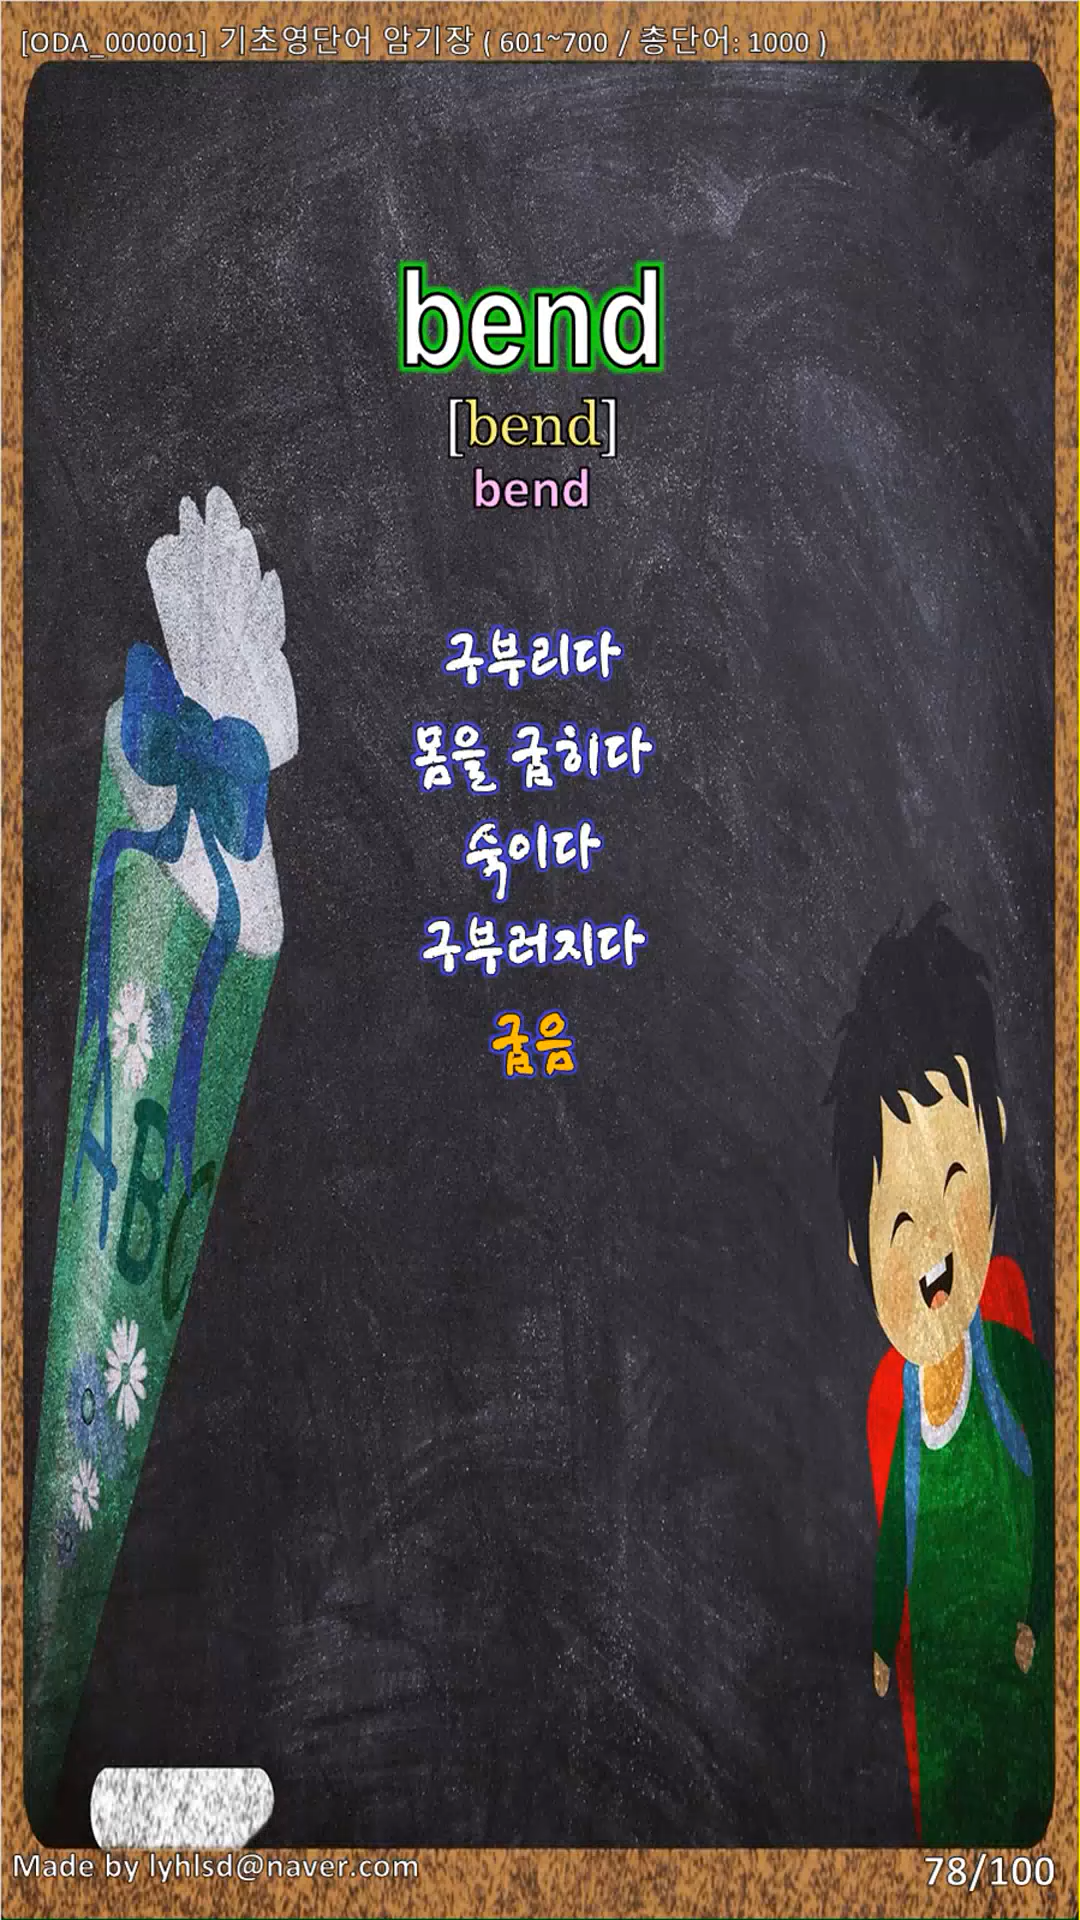 [ODA_000001] 기초영단어 암기장 ( 601~700 / 총단어: 1000 )
bend
[bend]
bend
구부리다
몸을 굽히다
숙이다
구부러지다
굽음
ABC
Made by lyhlsd@naver.com
78/100